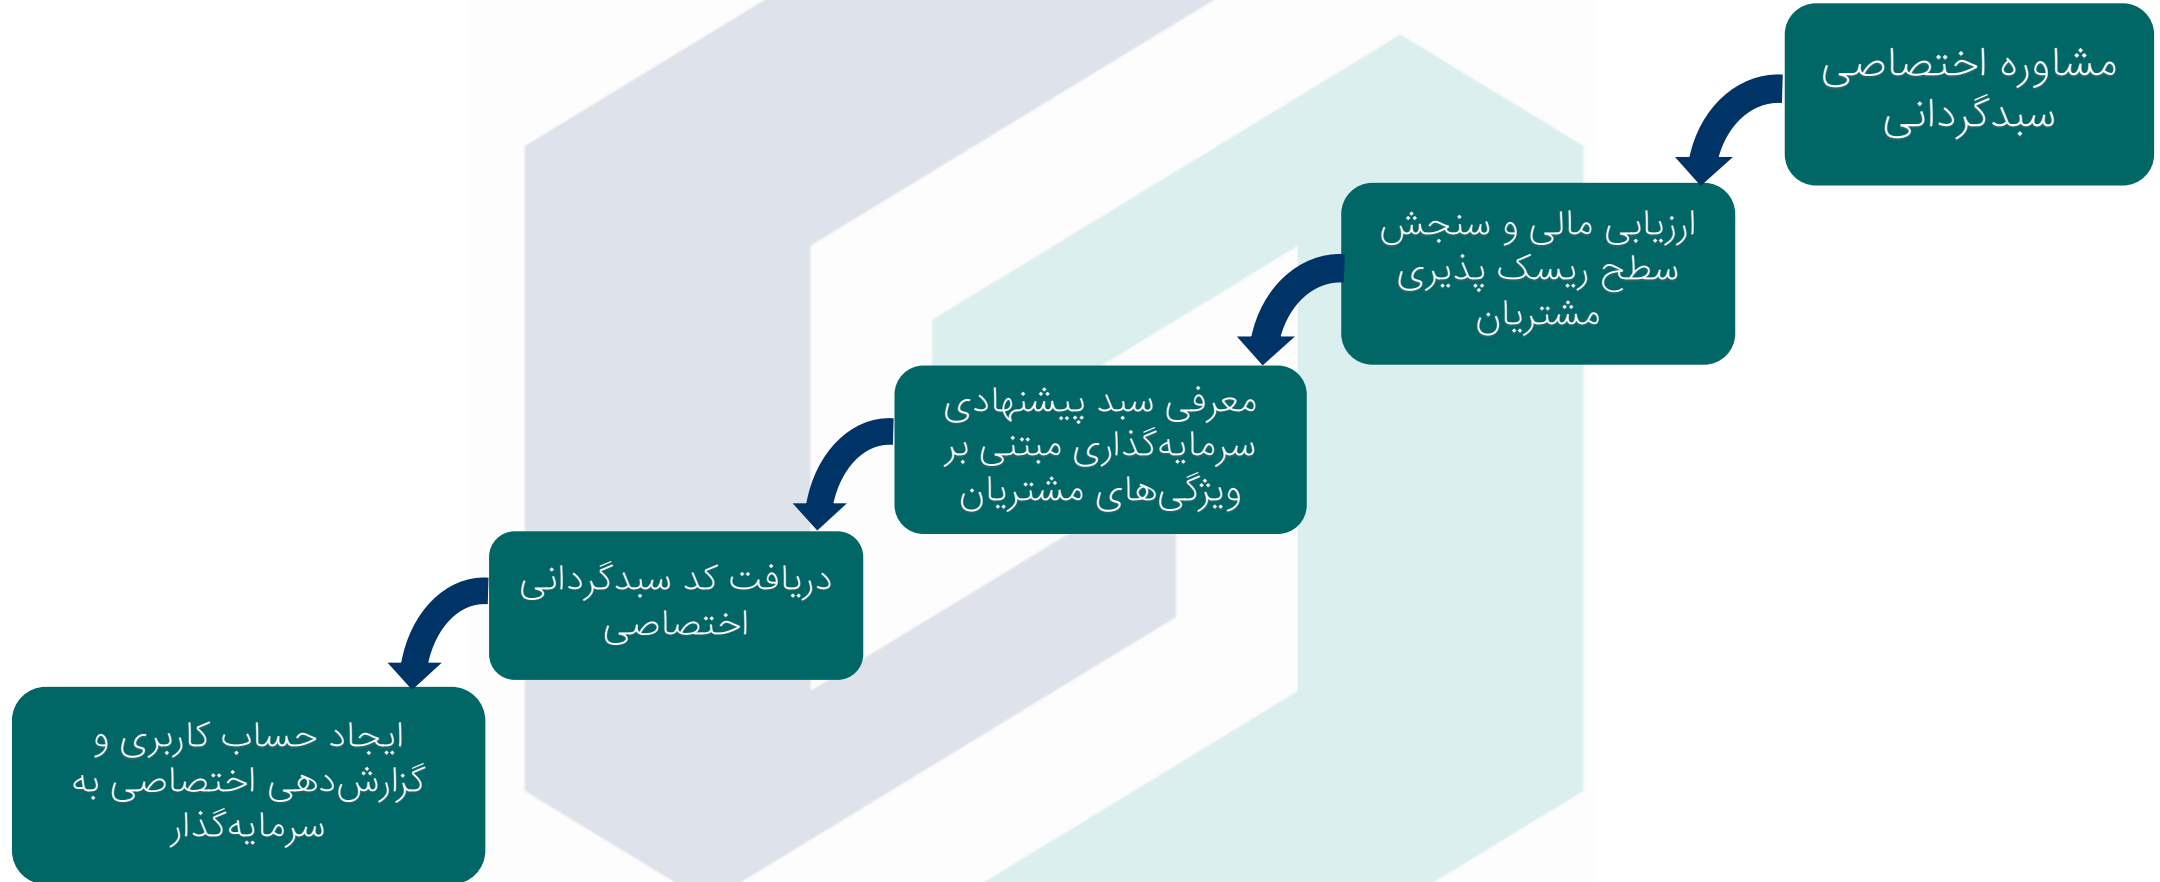 مشاوره اختصاصی
سبدگردانی
ارزیابی مالی و سنجش
سطح ریسک پذیری
مشتریان
معرفی سبد پیشنهادی
سرمایه‌گذاری مبتنی بر
ویژگی‌های مشتریان
دریافت کد سبدگردانی
اختصاصی
ایجاد حساب کاربری و
گزارش‌دهی اختصاصی به
سرمایه‌گذار